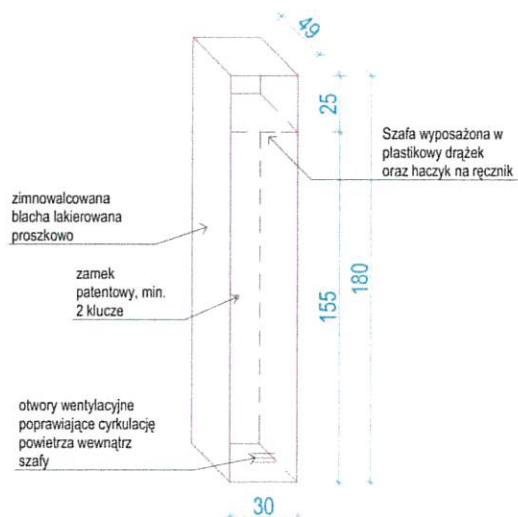 49
25
Szafa wyposażona w
plastikowy drążek
oraz haczyk na ręcznik
zimnowalcowana
blacha lakierowana
proszkowo
zamek
patentowy, min.
2 klucze
155
180
otwory wentylacyjne
poprawiające cyrkulację
powietrza wewnątrz
szafy
30